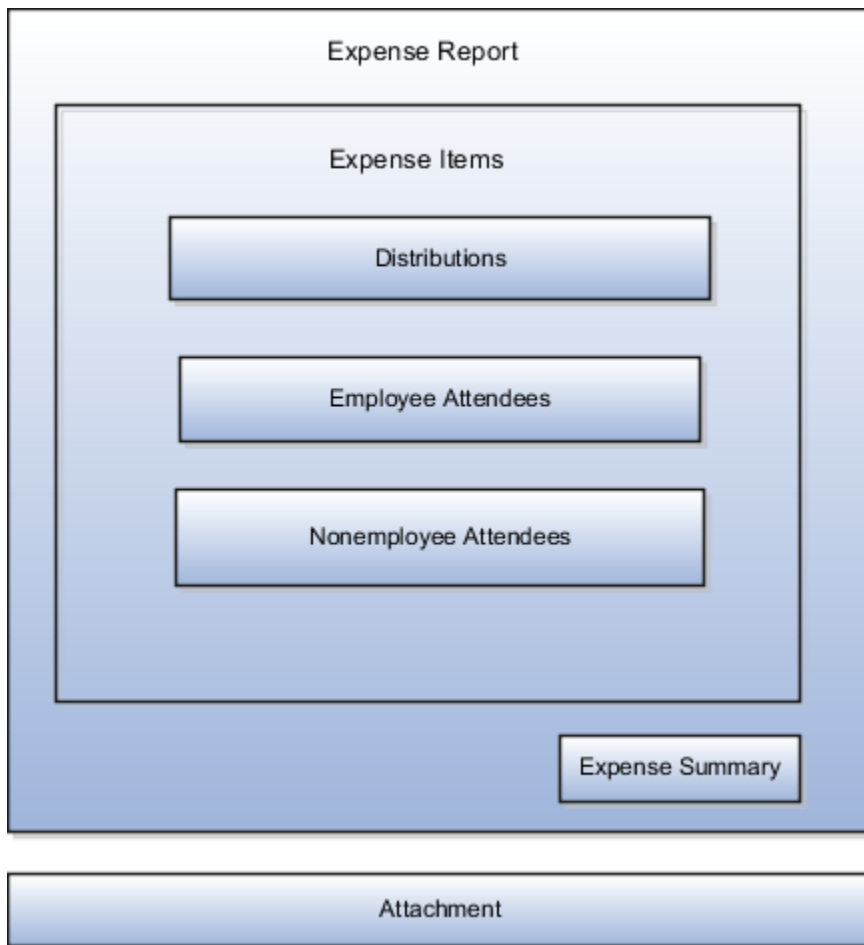 Expense Report
Expense Items
Distributions
Employee Attendees
Nonemployee Attendees
Expense Summary
Attachment